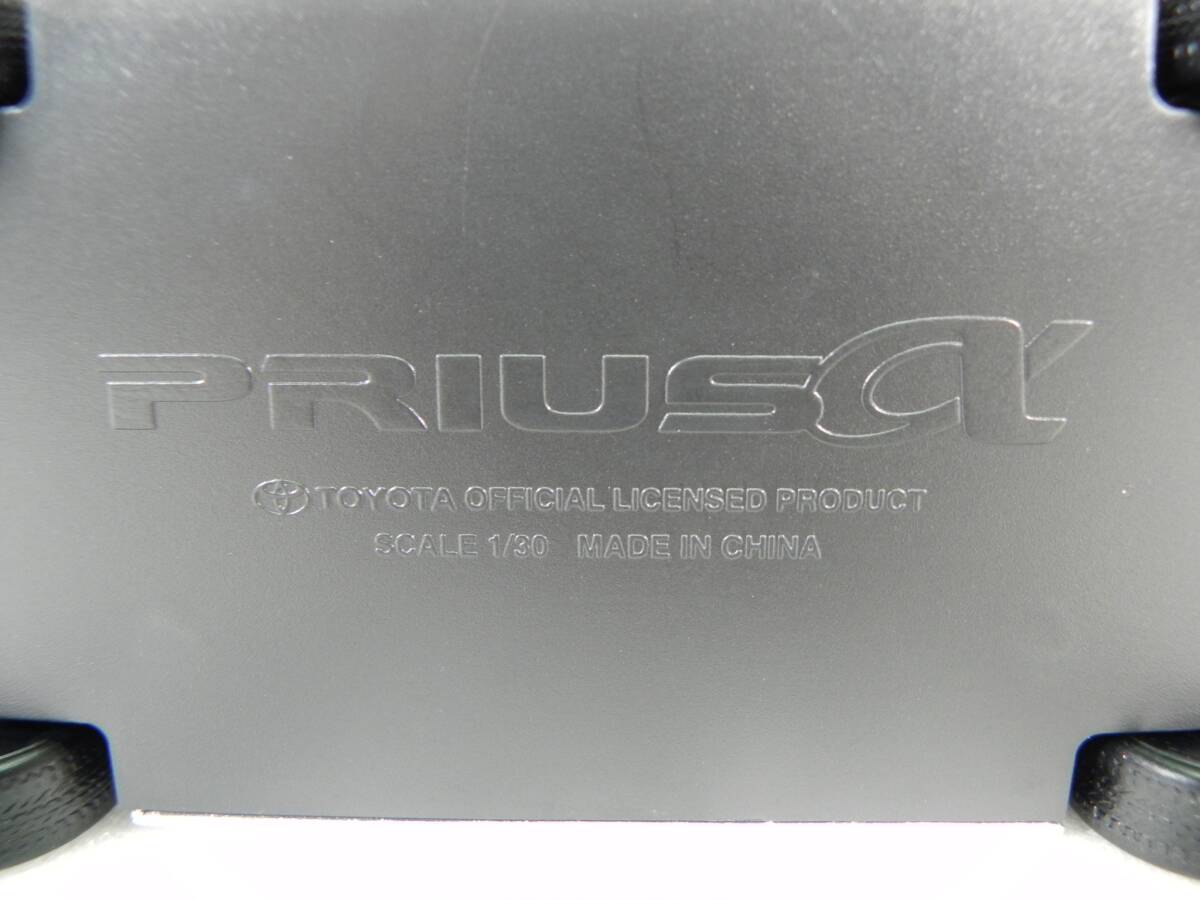 PRIUSα
TOYOTA OFFICIAL LICENSED PRODUCT
SCALE 1/30 MADE IN CHINA